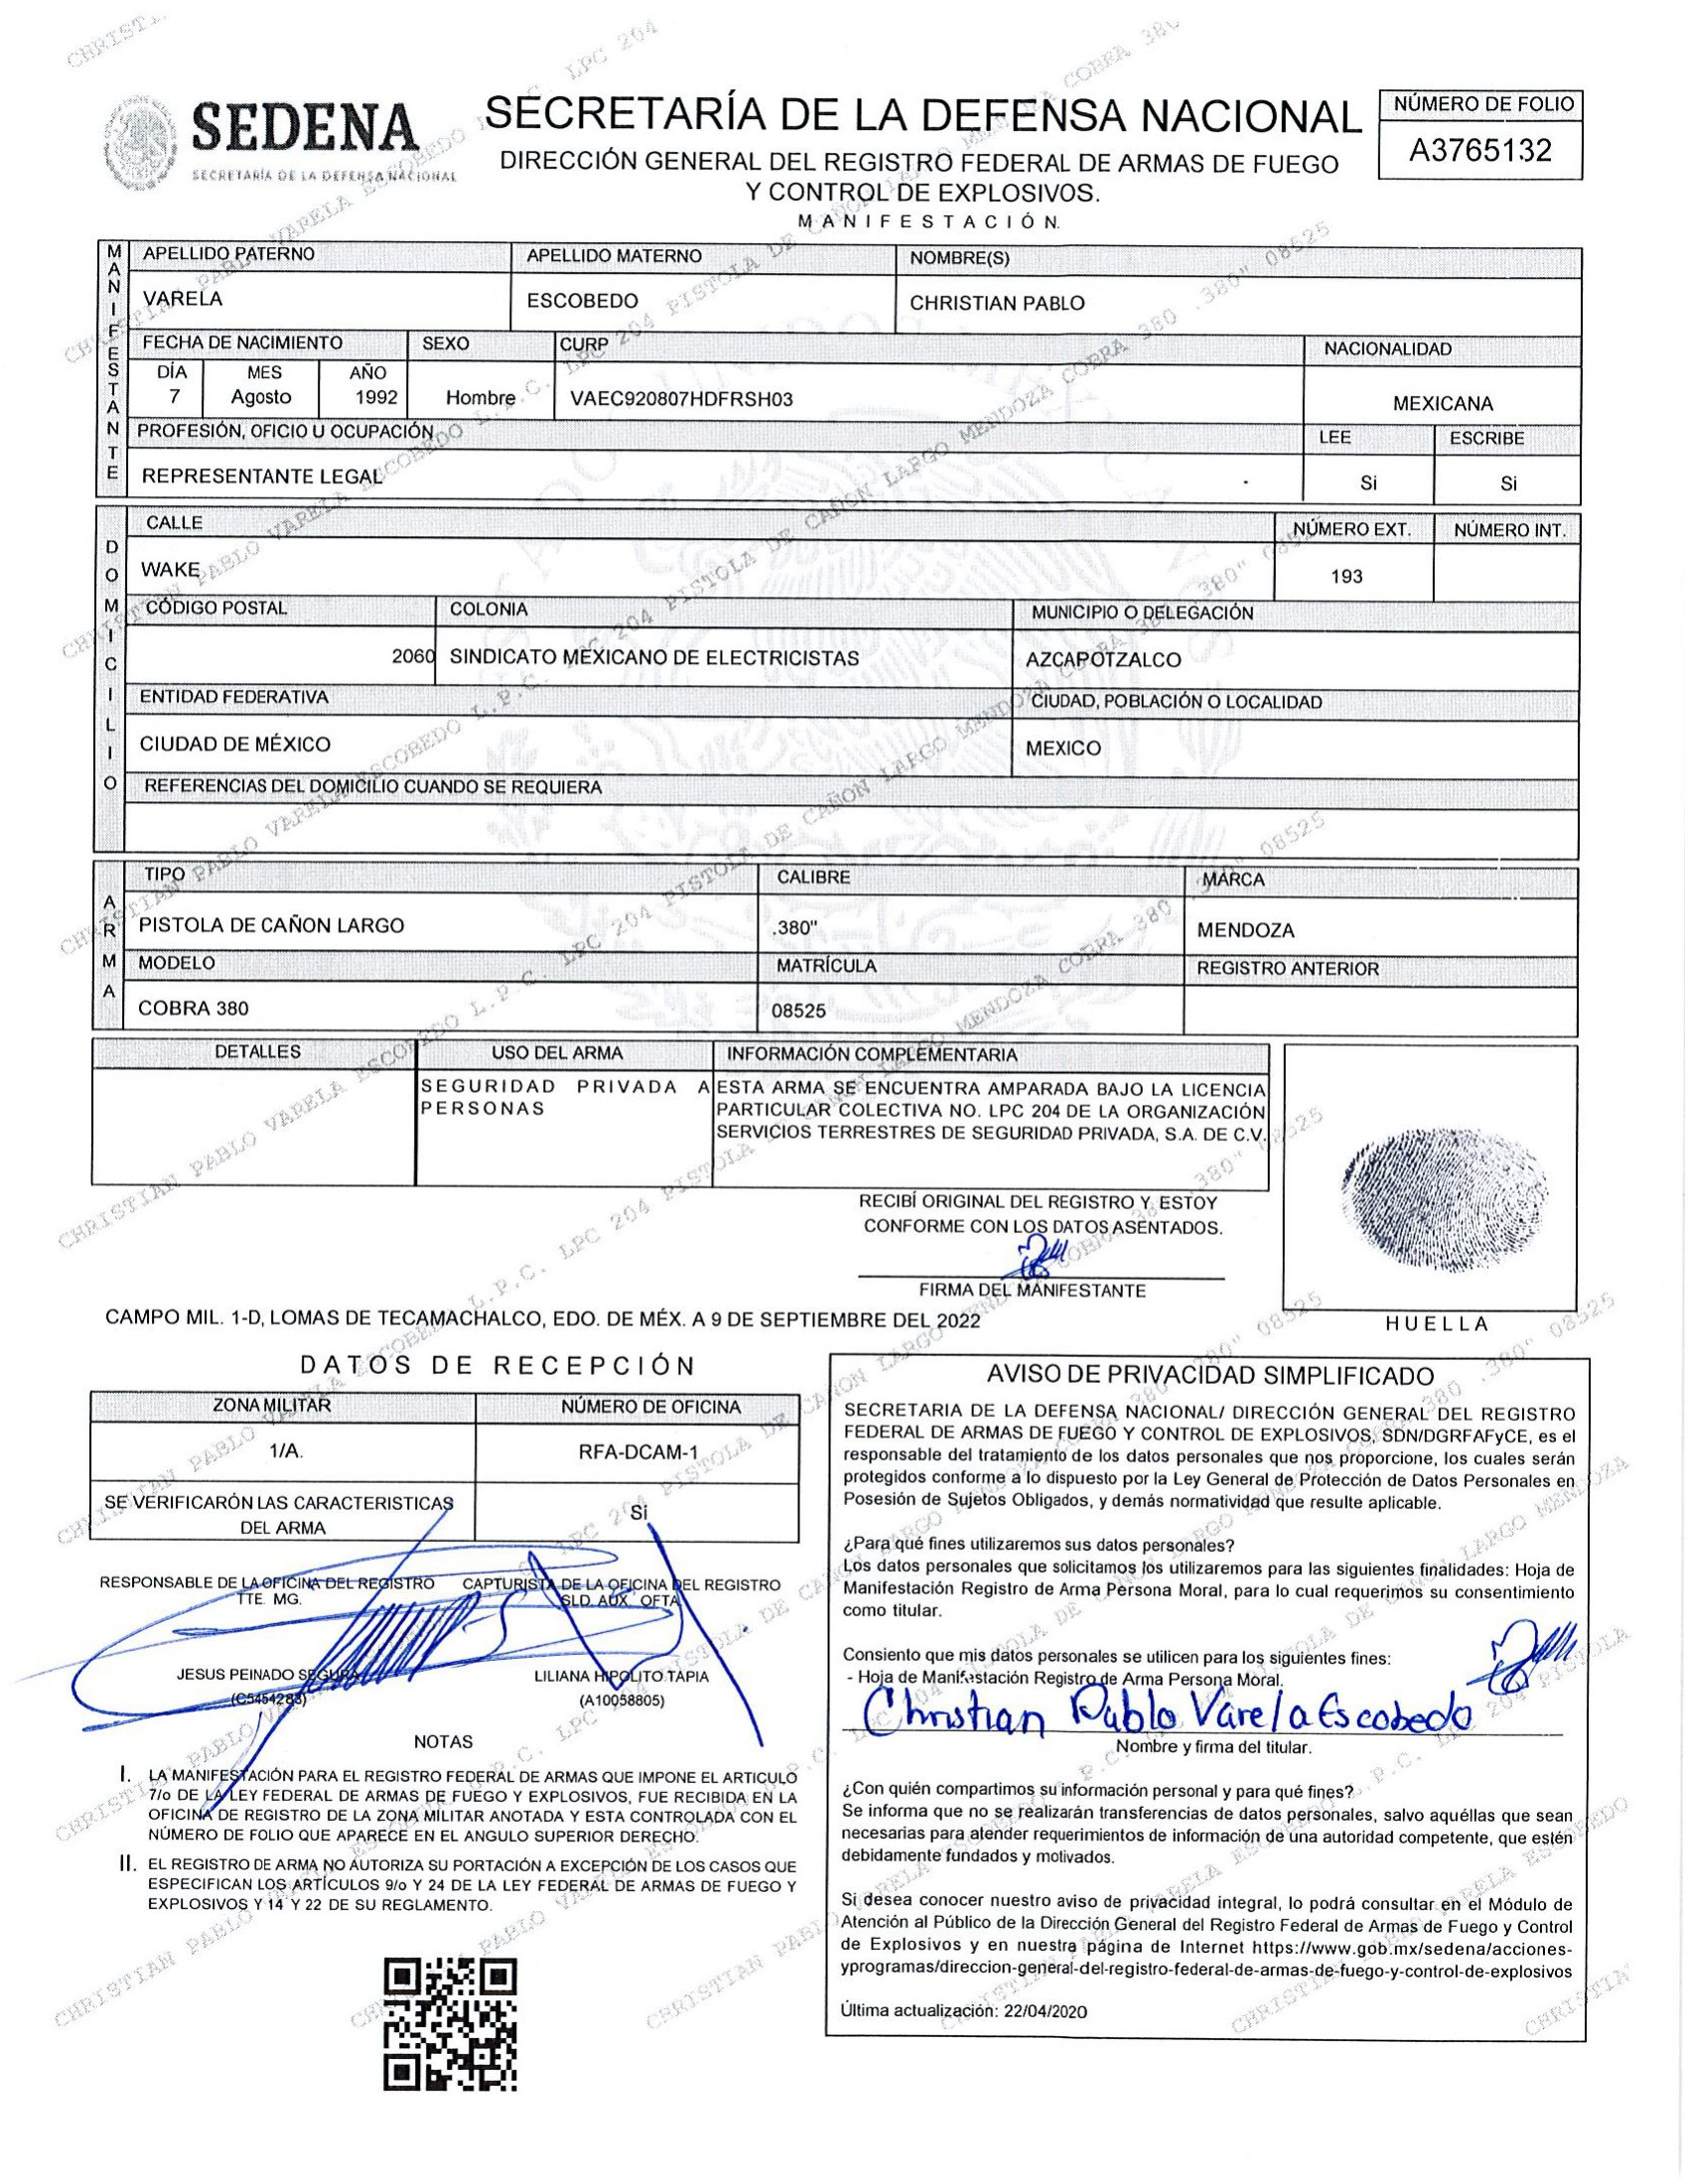 SEDENA
SECRETARÍA DE LA DEFENSA NACIONAL
SECRETARÍA DE LA DEFENSA NACIONAL
DIRECCIÓN GENERAL DEL REGISTRO FEDERAL DE ARMAS DE FUEGO
Y CONTROL DE EXPLOSIVOS.
MANIFESTACIÓN.
NÚMERO DE FOLIO
A3765132
MANIFESTANTE
APELLIDO PATERNO APELLIDO MATERNO NOMBRE(S)
VARELA ESCOBEDO CHRISTIAN PABLO
FECHA DE NACIMIENTO SEXO CURP NACIONALIDAD
DÍA MES AÑO
7 Agosto 1992 Hombre VAEC920807HDFRSH03 MEXICANA
PROFESIÓN, OFICIO U OCUPACIÓN LEE ESCRIBE
REPRESENTANTE LEGAL Si Si
DOMICILIO
CALLE NÚMERO EXT. NÚMERO INT.
WAKE 193
CÓDIGO POSTAL COLONIA MUNICIPIO O DELEGACIÓN
2060 SINDICATO MEXICANO DE ELECTRICISTAS AZCAPOTZALCO
ENTIDAD FEDERATIVA CIUDAD, POBLACIÓN O LOCALIDAD
CIUDAD DE MÉXICO MEXICO
REFERENCIAS DEL DOMICILIO CUANDO SE REQUIERA
ARMA
TIPO CALIBRE MARCA
PISTOLA DE CAÑON LARGO .380" MENDOZA
MODELO MATRÍCULA REGISTRO ANTERIOR
COBRA 380 08525
DETALLES USO DEL ARMA INFORMACIÓN COMPLEMENTARIA
SEGURIDAD PRIVADA A
PERSONAS
ESTA ARMA SE ENCUENTRA AMPARADA BAJO LA LICENCIA
PARTICULAR COLECTIVA NO. LPC 204 DE LA ORGANIZACIÓN
SERVICIOS TERRESTRES DE SEGURIDAD PRIVADA, S.A. DE C.V.
RECIBÍ ORIGINAL DEL REGISTRO Y ESTOY
CONFORME CON LOS DATOS ASENTADOS.
FIRMA DEL MANIFESTANTE
HUELLA
CAMPO MIL. 1-D, LOMAS DE TECAMACHALCO, EDO. DE MÉX. A 9 DE SEPTIEMBRE DEL 2022
DATOS DE RECEPCIÓN
ZONA MILITAR NÚMERO DE OFICINA
1/A. RFA-DCAM-1
SE VERIFICARÓN LAS CARACTERISTICAS
DEL ARMA
Si
RESPONSABLE DE LA OFICINA DEL REGISTRO
TTE. MG.
CAPTURISTA DE LA OFICINA DEL REGISTRO
SLD. AUX. OFTA.
JESUS PEINADO SEGURA
(C5454283)
LILIANA HIPOLITO TAPIA
(A10058805)
NOTAS
I. LA MANIFESTACIÓN PARA EL REGISTRO FEDERAL DE ARMAS QUE IMPONE EL ARTICULO
7/o DE LA LEY FEDERAL DE ARMAS DE FUEGO Y EXPLOSIVOS, FUE RECIBIDA EN LA
OFICINA DE REGISTRO DE LA ZONA MILITAR ANOTADA Y ESTA CONTROLADA CON EL
NÚMERO DE FOLIO QUE APARECE EN EL ANGULO SUPERIOR DERECHO.
II. EL REGISTRO DE ARMA NO AUTORIZA SU PORTACIÓN A EXCEPCIÓN DE LOS CASOS QUE
ESPECIFICAN LOS ARTÍCULOS 9/o Y 24 DE LA LEY FEDERAL DE ARMAS DE FUEGO Y
EXPLOSIVOS Y 14 Y 22 DE SU REGLAMENTO.
AVISO DE PRIVACIDAD SIMPLIFICADO
SECRETARIA DE LA DEFENSA NACIONAL/ DIRECCIÓN GENERAL DEL REGISTRO
FEDERAL DE ARMAS DE FUEGO Y CONTROL DE EXPLOSIVOS, SDN/DGRFAFyCE, es el
responsable del tratamiento de los datos personales que nos proporcione, los cuales serán
protegidos conforme a lo dispuesto por la Ley General de Protección de Datos Personales en
Posesión de Sujetos Obligados, y demás normatividad que resulte aplicable.
¿Para qué fines utilizaremos sus datos personales?
Los datos personales que solicitamos los utilizaremos para las siguientes finalidades: Hoja de
Manifestación Registro de Arma Persona Moral, para lo cual requerimos su consentimiento
como titular.
Consiento que mis datos personales se utilicen para los siguientes fines:
- Hoja de Manifestación Registro de Arma Persona Moral.
Christian Pablo Varela Escobedo
Nombre y firma del titular.
¿Con quién compartimos su información personal y para qué fines?
Se informa que no se realizarán transferencias de datos personales, salvo aquéllas que sean
necesarias para atender requerimientos de información de una autoridad competente, que estén
debidamente fundados y motivados.
Si desea conocer nuestro aviso de privacidad integral, lo podrá consultar en el Módulo de
Atención al Público de la Dirección General del Registro Federal de Armas de Fuego y Control
de Explosivos y en nuestra página de Internet https://www.gob.mx/sedena/acciones-
yprogramas/direccion-general-del-registro-federal-de-armas-de-fuego-y-control-de-explosivos
Última actualización: 22/04/2020
CHRISTIAN PABLO VARELA ESCOBEDO L.P.C. LPC 204 PISTOLA DE CAÑON LARGO MENDOZA COBRA 380 .380" 08525